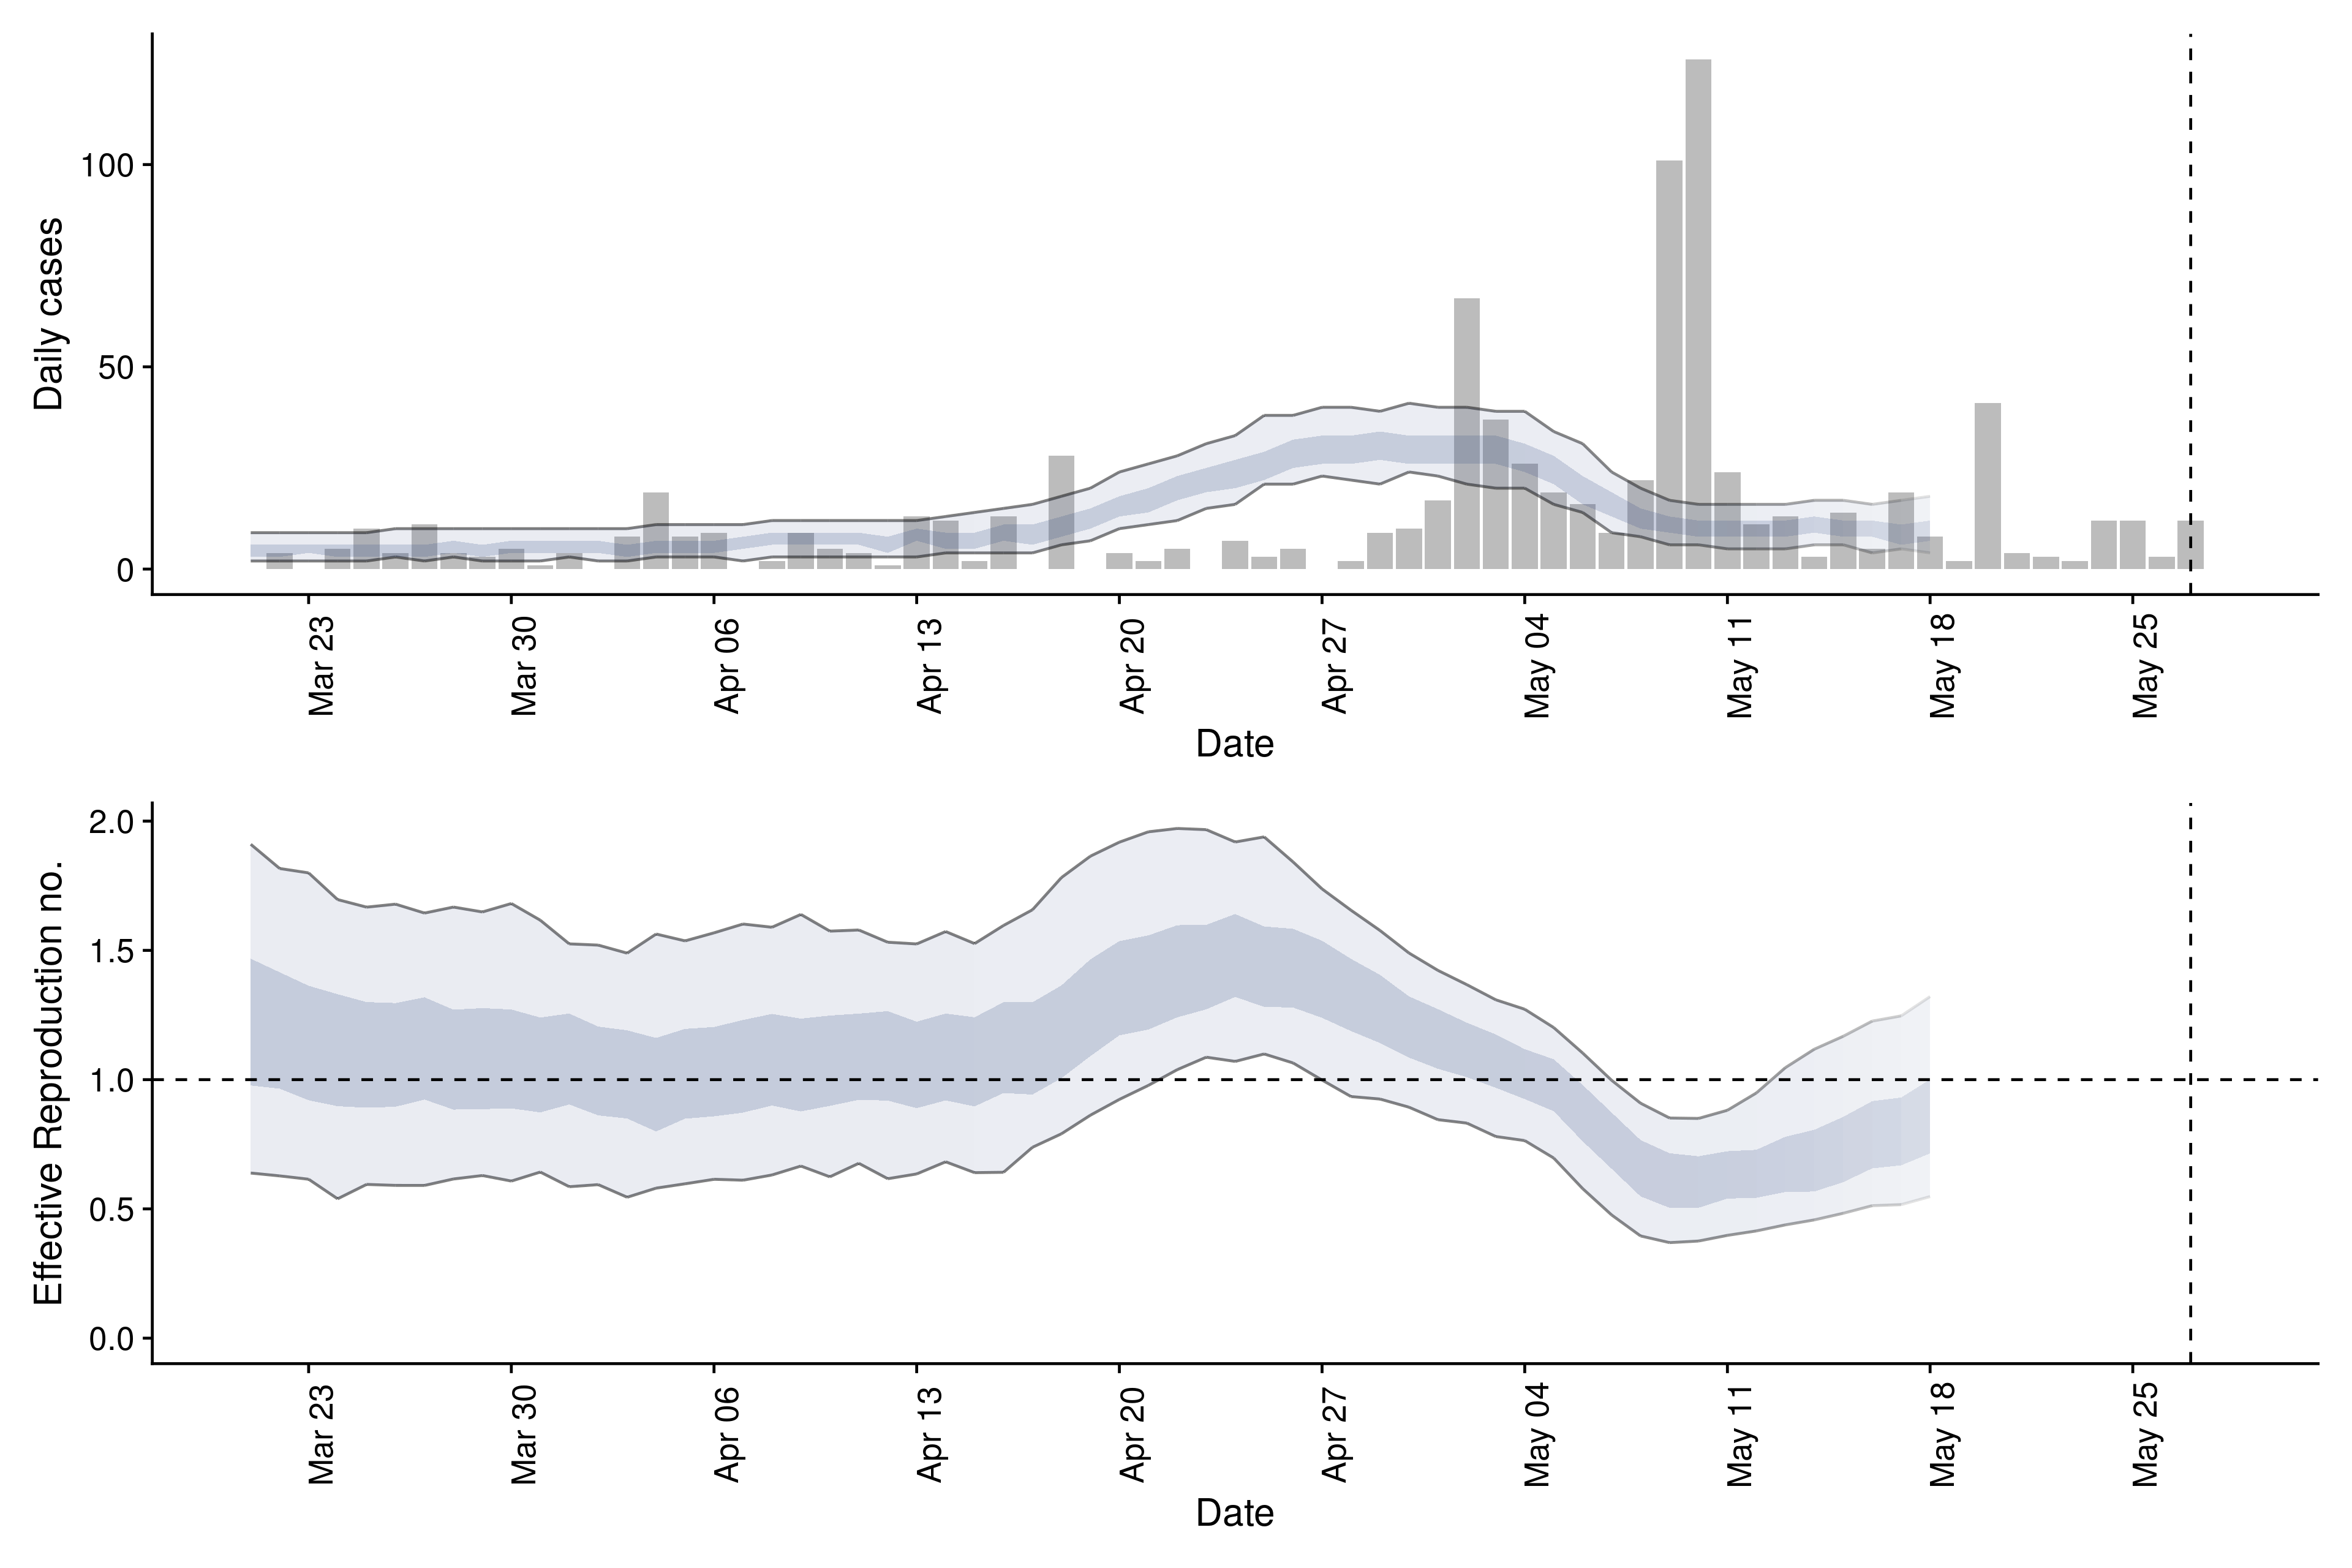 Daily cases
100
50
0
Mar 23
Mar 30
Apr 06
Apr 13
Apr 20
Apr 27
May 04
May 11
May 18
May 25
Date
Effective Reproduction no.
2.0
1.5
1.0
0.5
0.0
Mar 23
Mar 30
Apr 06
Apr 13
Apr 20
Apr 27
May 04
May 11
May 18
May 25
Date